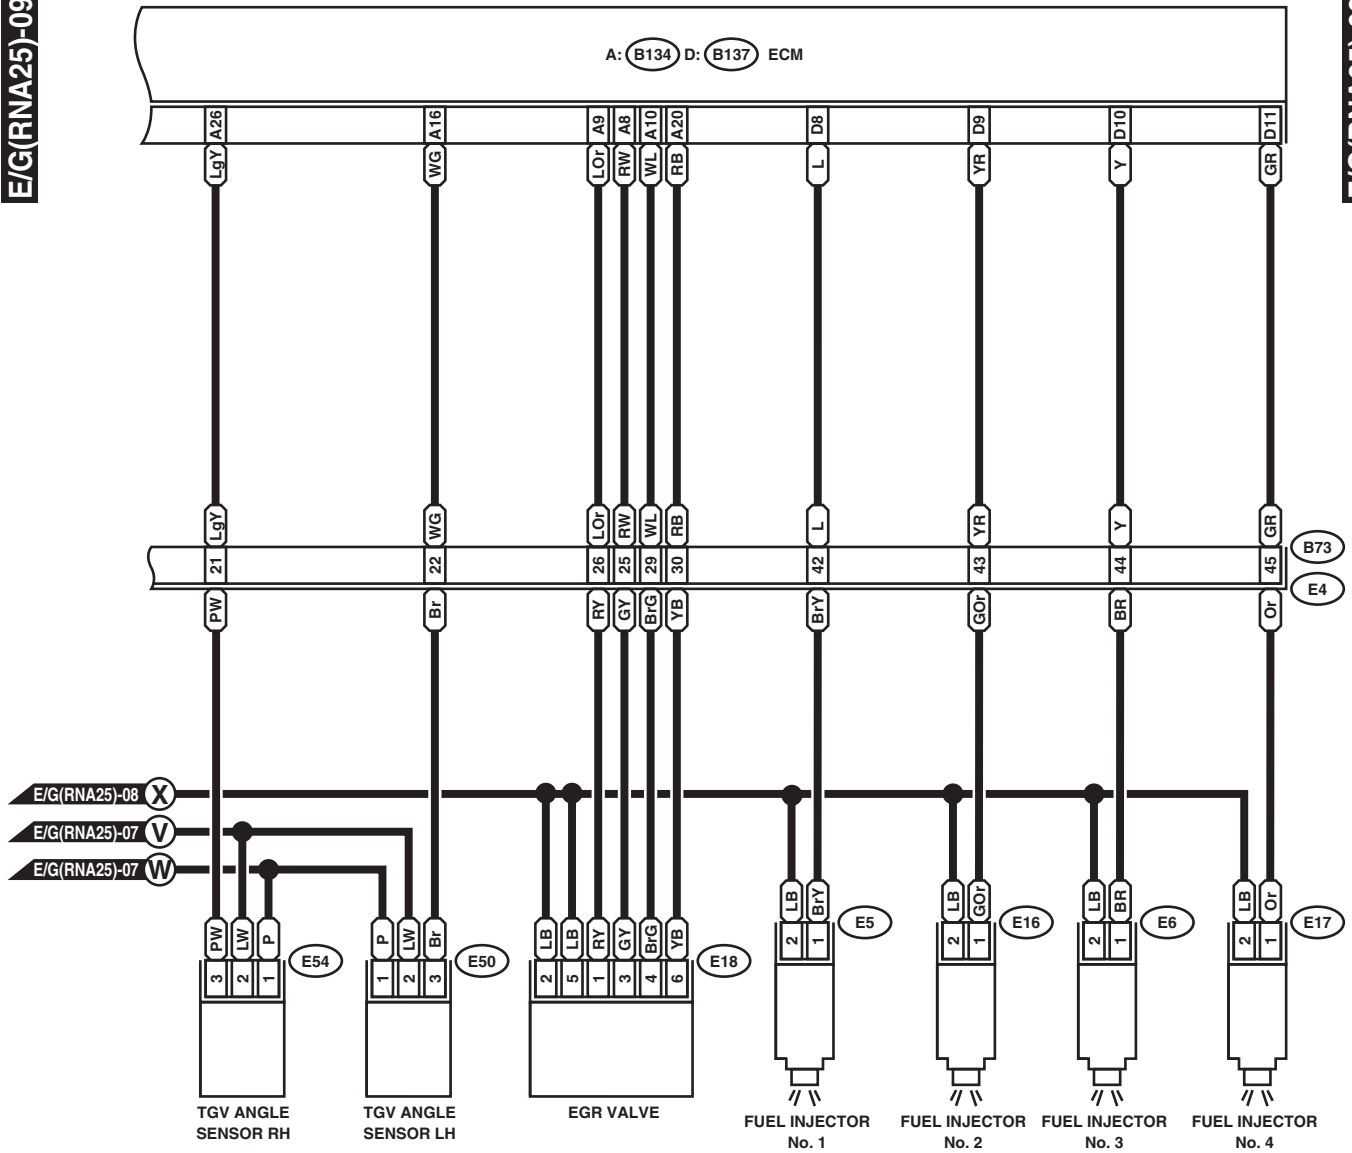 E/G(RNA25)-09
A: B134 D: B137 ECM
A26 A16 A9 A8 A10 A20 D8 D9 D10 D11
LgY WG LOr RW WL RB L YR Y GR
LgY WG LOr RW WL RB L YR Y GR
B73
21 22 26 25 29 30 42 43 44 45
E4
PW Br RY GY BrG YB BrY GOr BR Or
E/G(RNA25)-08 X
E/G(RNA25)-07 V
E/G(RNA25)-07 W
LB BrY LB GOr LB BR LB Or
2 1 E5 2 1 E16 2 1 E6 2 1 E17
PW LW P P LW Br LB LB RY GY BrG YB
3 2 1 E54 1 2 3 E50 2 5 1 3 4 6 E18
TGV ANGLE
SENSOR RH
TGV ANGLE
SENSOR LH
EGR VALVE
FUEL INJECTOR
No. 1
FUEL INJECTOR
No. 2
FUEL INJECTOR
No. 3
FUEL INJECTOR
No. 4